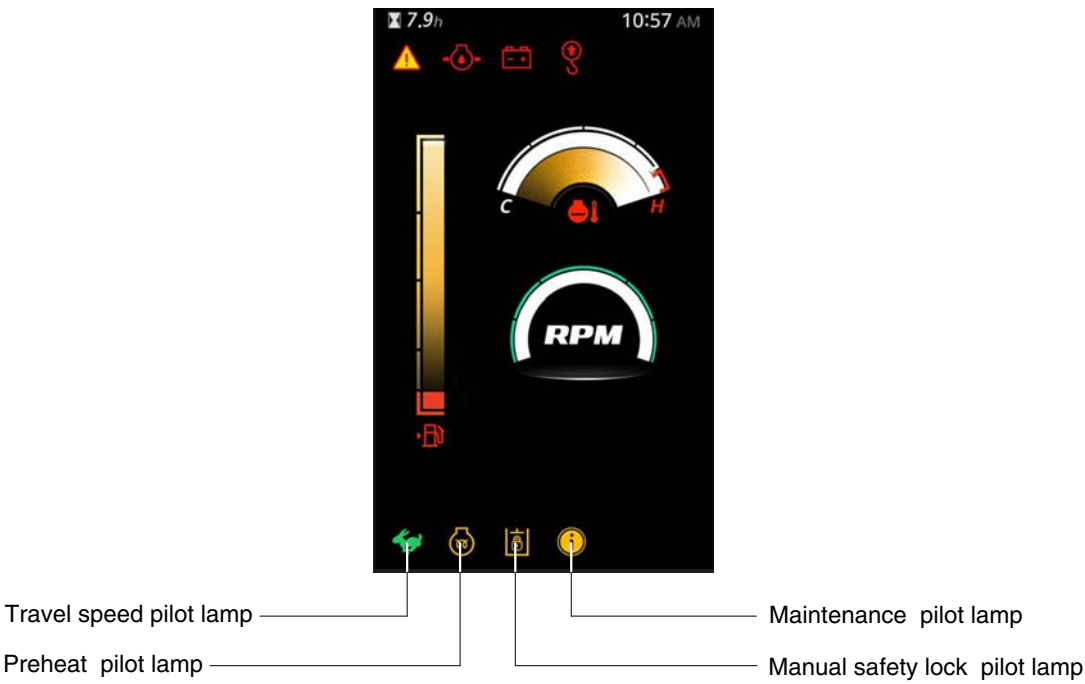 7.9h 10:57 AM
C H
RPM
Travel speed pilot lamp
Maintenance pilot lamp
Preheat pilot lamp
Manual safety lock pilot lamp